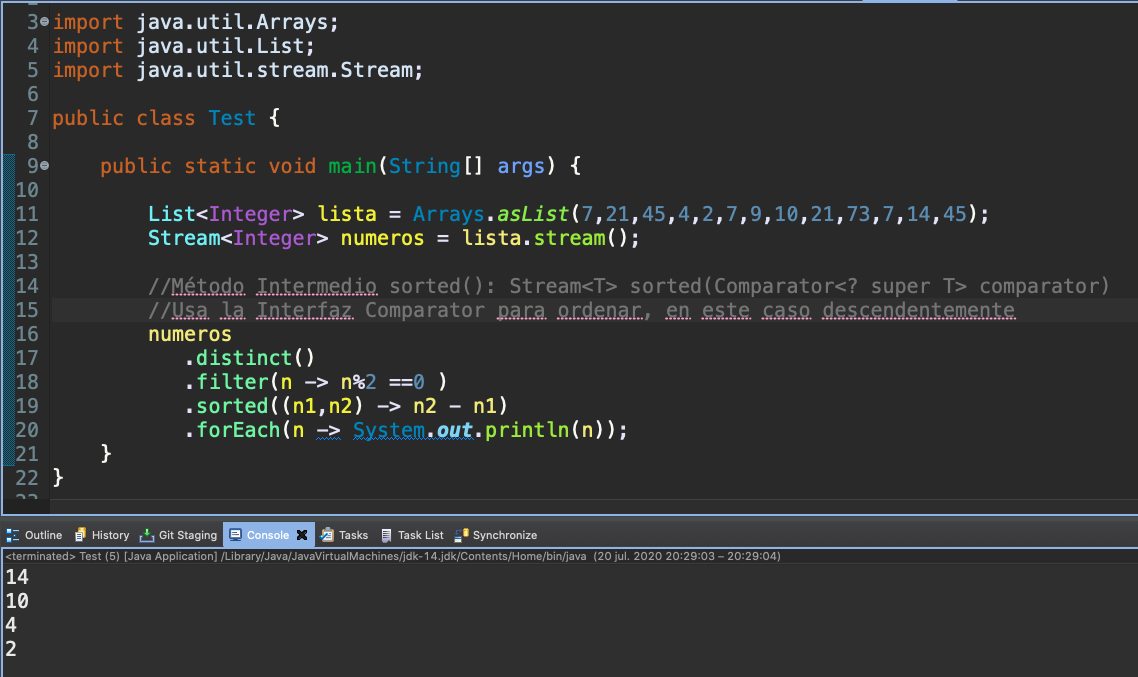 3 import java.util.Arrays;
4 import java.util.List;
5 import java.util.stream.Stream;
6
7 public class Test {
8
9 public static void main(String[] args) {
10
11 List<Integer> lista = Arrays.asList(7,21,45,4,2,7,9,10,21,73,7,14,45);
12 Stream<Integer> numeros = lista.stream();
13
14 //Método Intermedio sorted(): Stream<T> sorted(Comparator<? super T> comparator)
15 //Usa la Interfaz Comparator para ordenar, en este caso descendentemente
16 numeros
17 .distinct()
18 .filter(n -> n%2 ==0 )
19 .sorted((n1,n2) -> n2 - n1)
20 .forEach(n -> System.out.println(n));
21 }
22 }
23
Outline History Git Staging Console Tasks Task List Synchronize
<terminated> Test (5) [Java Application] /Library/Java/JavaVirtualMachines/jdk-14.jdk/Contents/Home/bin/java (20 jul. 2020 20:29:03 – 20:29:04)
14
10
4
2